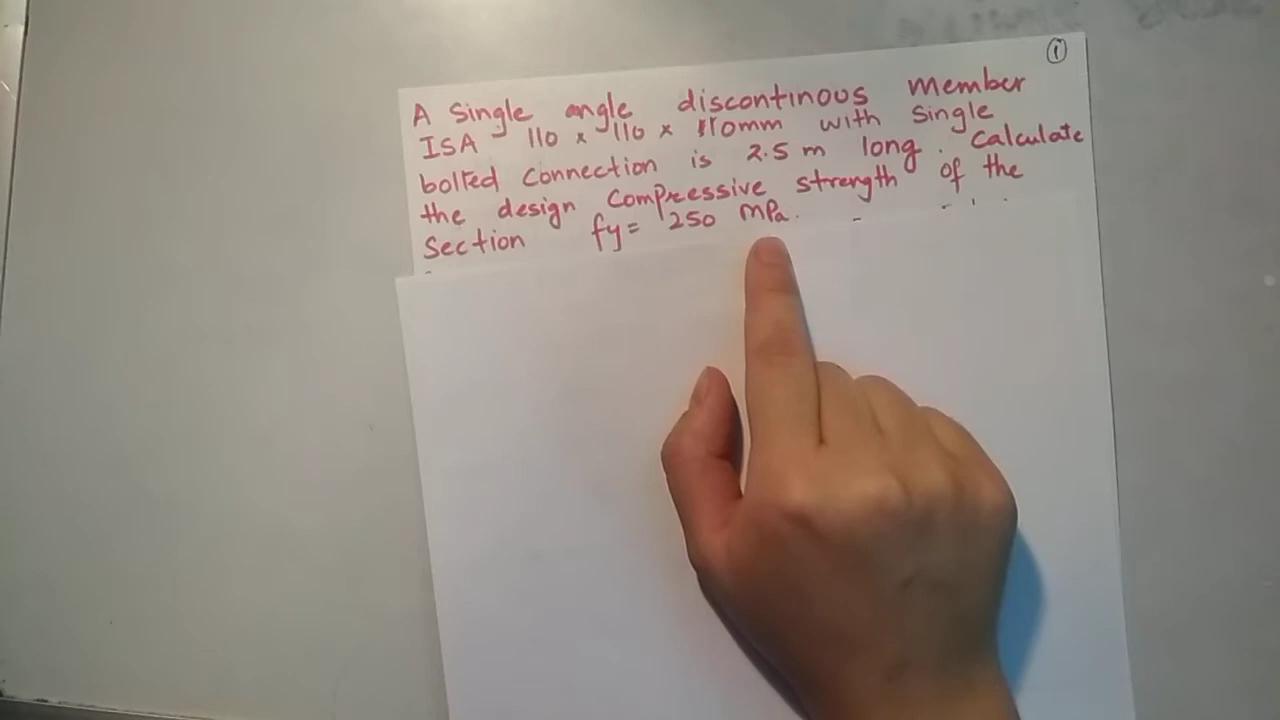 ①
A Single angle discontinous member
ISA 110 x 110 x 10mm with single
bolted connection is 2.5 m long. Calculate
the design compressive strength of the
Section fy = 250 MPa.